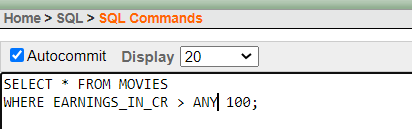 Home > SQL > SQL Commands
Autocommit Display 20
SELECT * FROM MOVIES
WHERE EARNINGS_IN_CR > ANY 100;